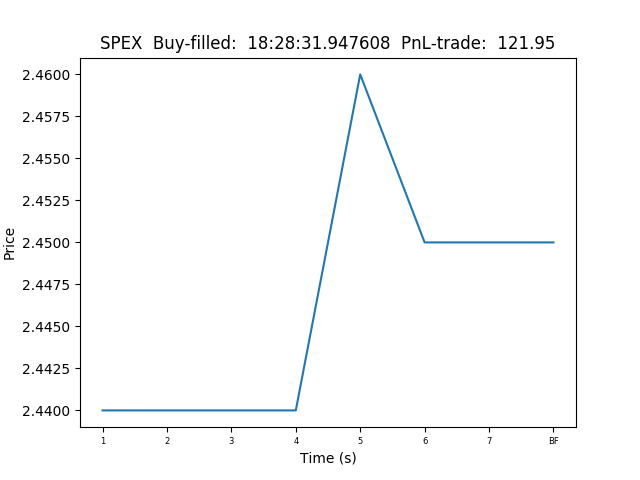 SPEX  Buy-filled:  18:28:31.947608  PnL-trade:  121.95
2.4600
2.4575
2.4550
2.4525
2.4500
2.4475
2.4450
2.4425
2.4400
Price
1 2 3 4 5 6 7 BF
Time (s)